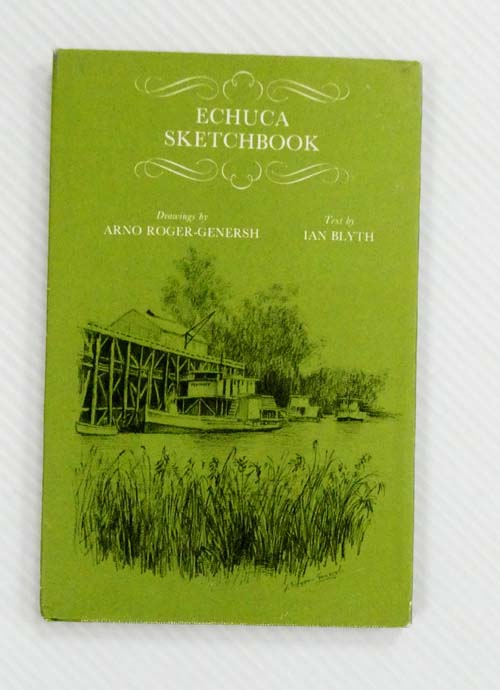 ECHUCA
SKETCHBOOK
Drawings by
ARNO ROGER-GENERSH
Text by
IAN BLYTH